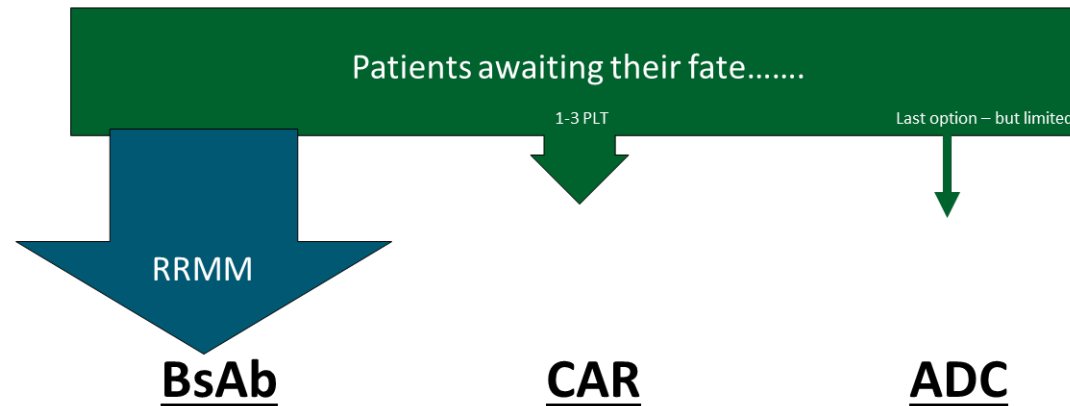 Patients awaiting their fate…….
1-3 PLT
Last option – but limited
RRMM
BsAb
CAR
ADC